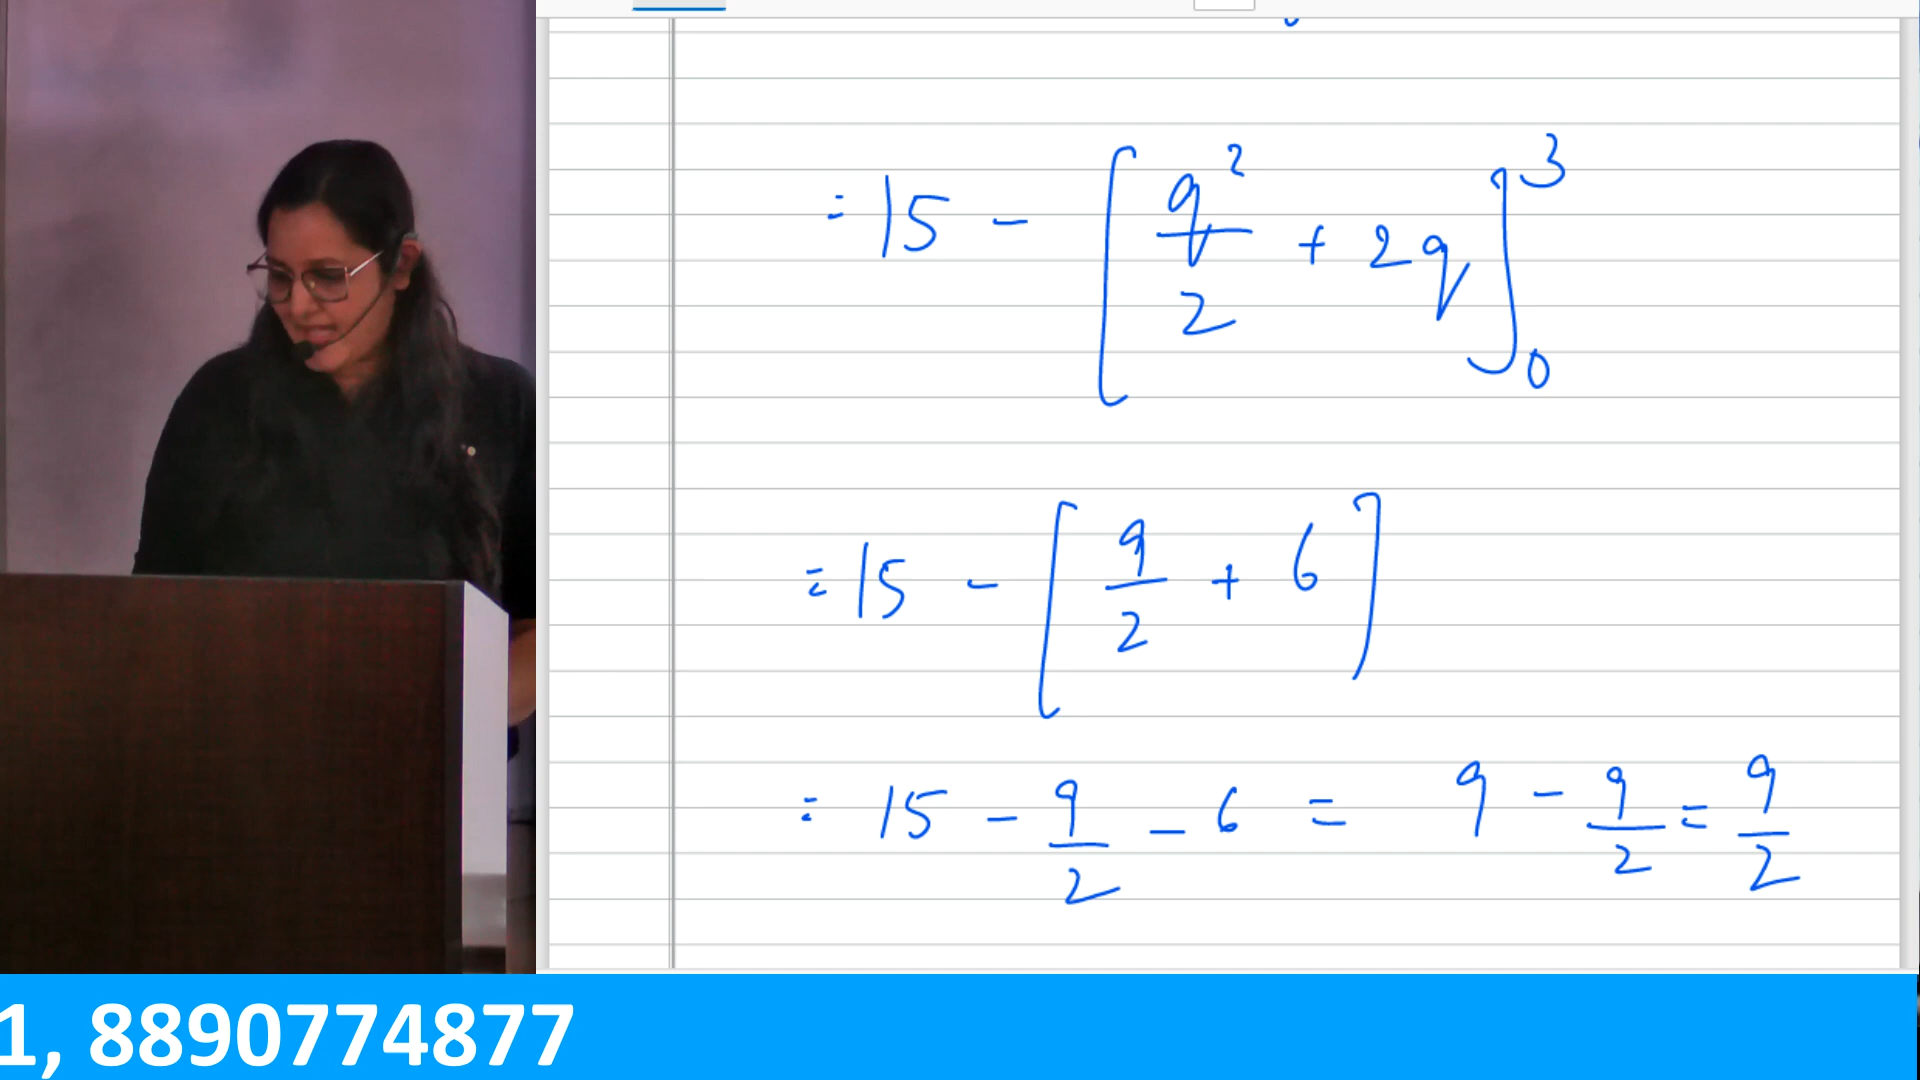 = 15 - [ q²/2 + 2q ]₀³
= 15 - [ 9/2 + 6 ]
= 15 - 9/2 - 6 = 9 - 9/2 = 9/2
1, 8890774877